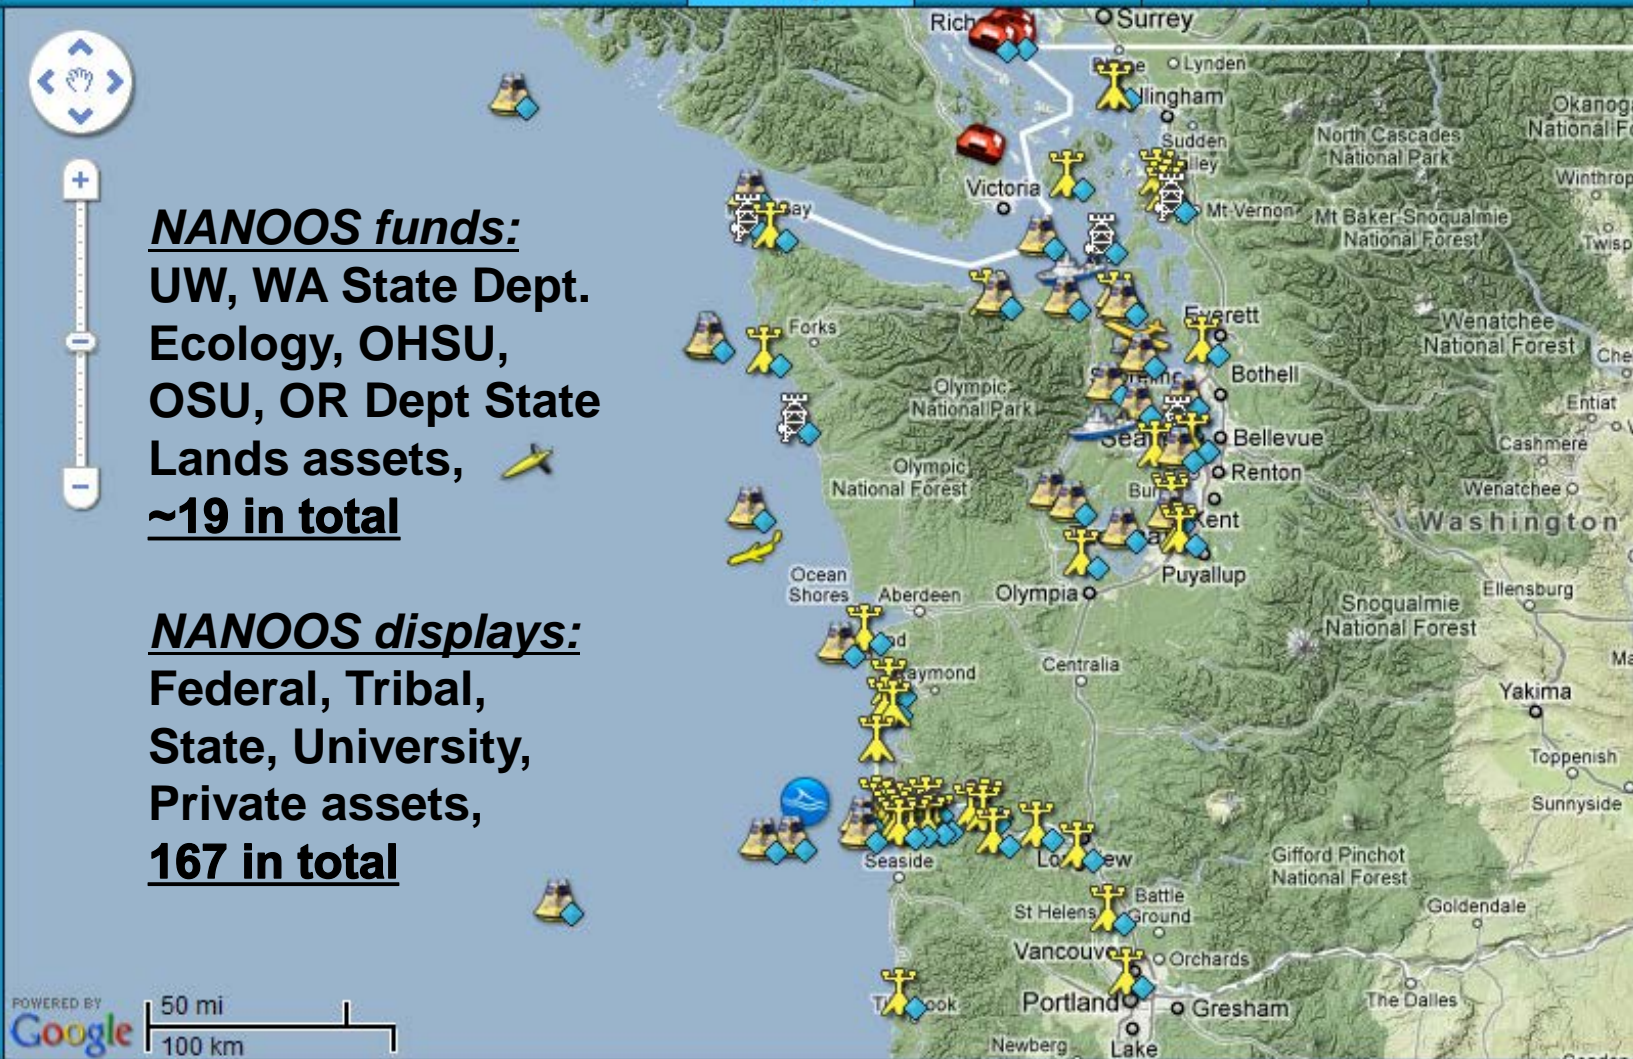 NANOOS funds:
UW, WA State Dept.
Ecology, OHSU,
OSU, OR Dept State
Lands assets,
~19 in total
NANOOS displays:
Federal, Tribal,
State, University,
Private assets,
167 in total
Surrey
Lynden
Sudden
Victoria
Mt Vernon
North Cascades
National Park
Winthrop
Mt Baker-Snoqualmie
National Forest
Forks
Everett
Bothell
Wenatchee
National Forest
Olympic
National Park
Entiat
Bellevue
Cashmere
Renton
Olympic
National Forest
Wenatchee
Washington
Kent
Puyallup
Ocean
Shores
Aberdeen
Olympia
Ellensburg
Snoqualmie
National Forest
Centralia
Yakima
Toppenish
Sunnyside
Seaside
Gifford Pinchot
National Forest
Battle
Ground
St Helens
Goldendale
Orchards
Portland
Gresham
The Dalles
Newberg
Lake
POWERED BY
Google
50 mi
100 km